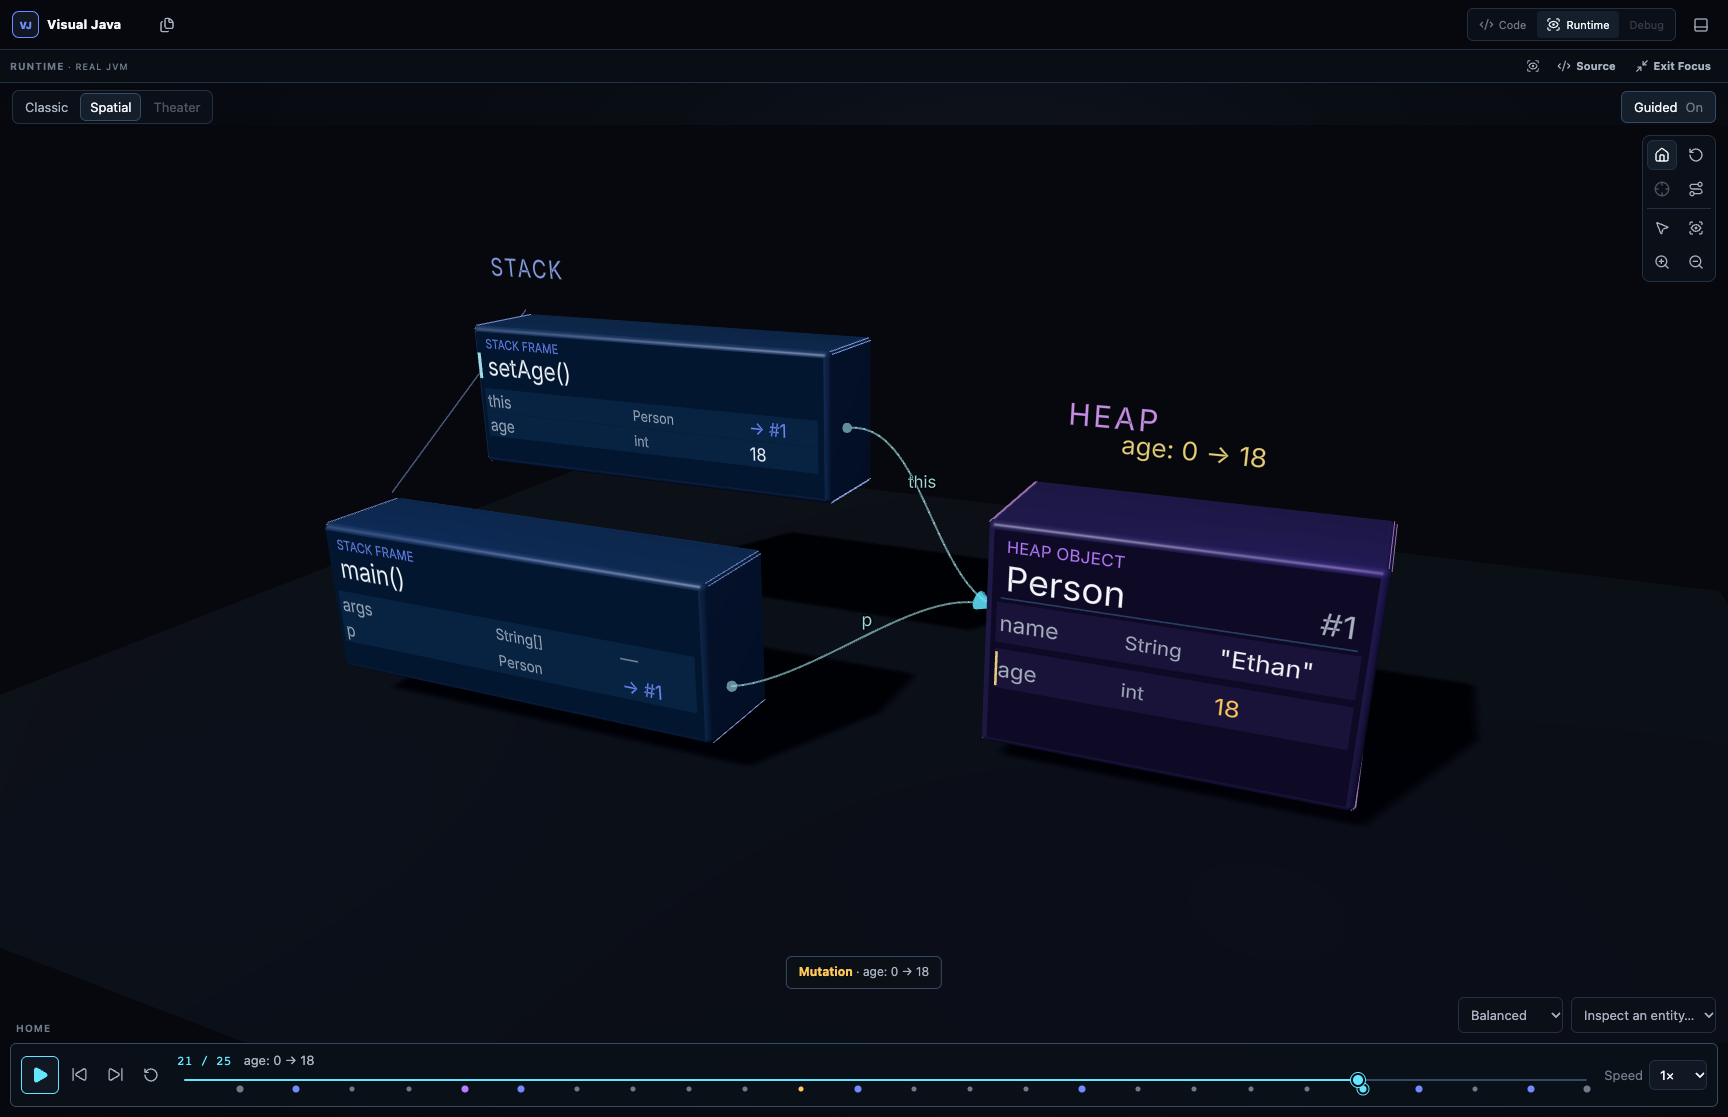 VJ Visual Java
Code Runtime Debug
RUNTIME · REAL JVM
Source Exit Focus
Classic Spatial Theater
Guided On
STACK
STACK FRAME
setAge()
this Person → #1
age int 18
this
HEAP
age: 0 → 18
STACK FRAME
main()
args String[] —
p Person → #1
p
HEAP OBJECT
Person
#1
name String "Ethan"
age int 18
Mutation · age: 0 → 18
Balanced Inspect an entity...
HOME
21 / 25 age: 0 → 18
Speed 1×